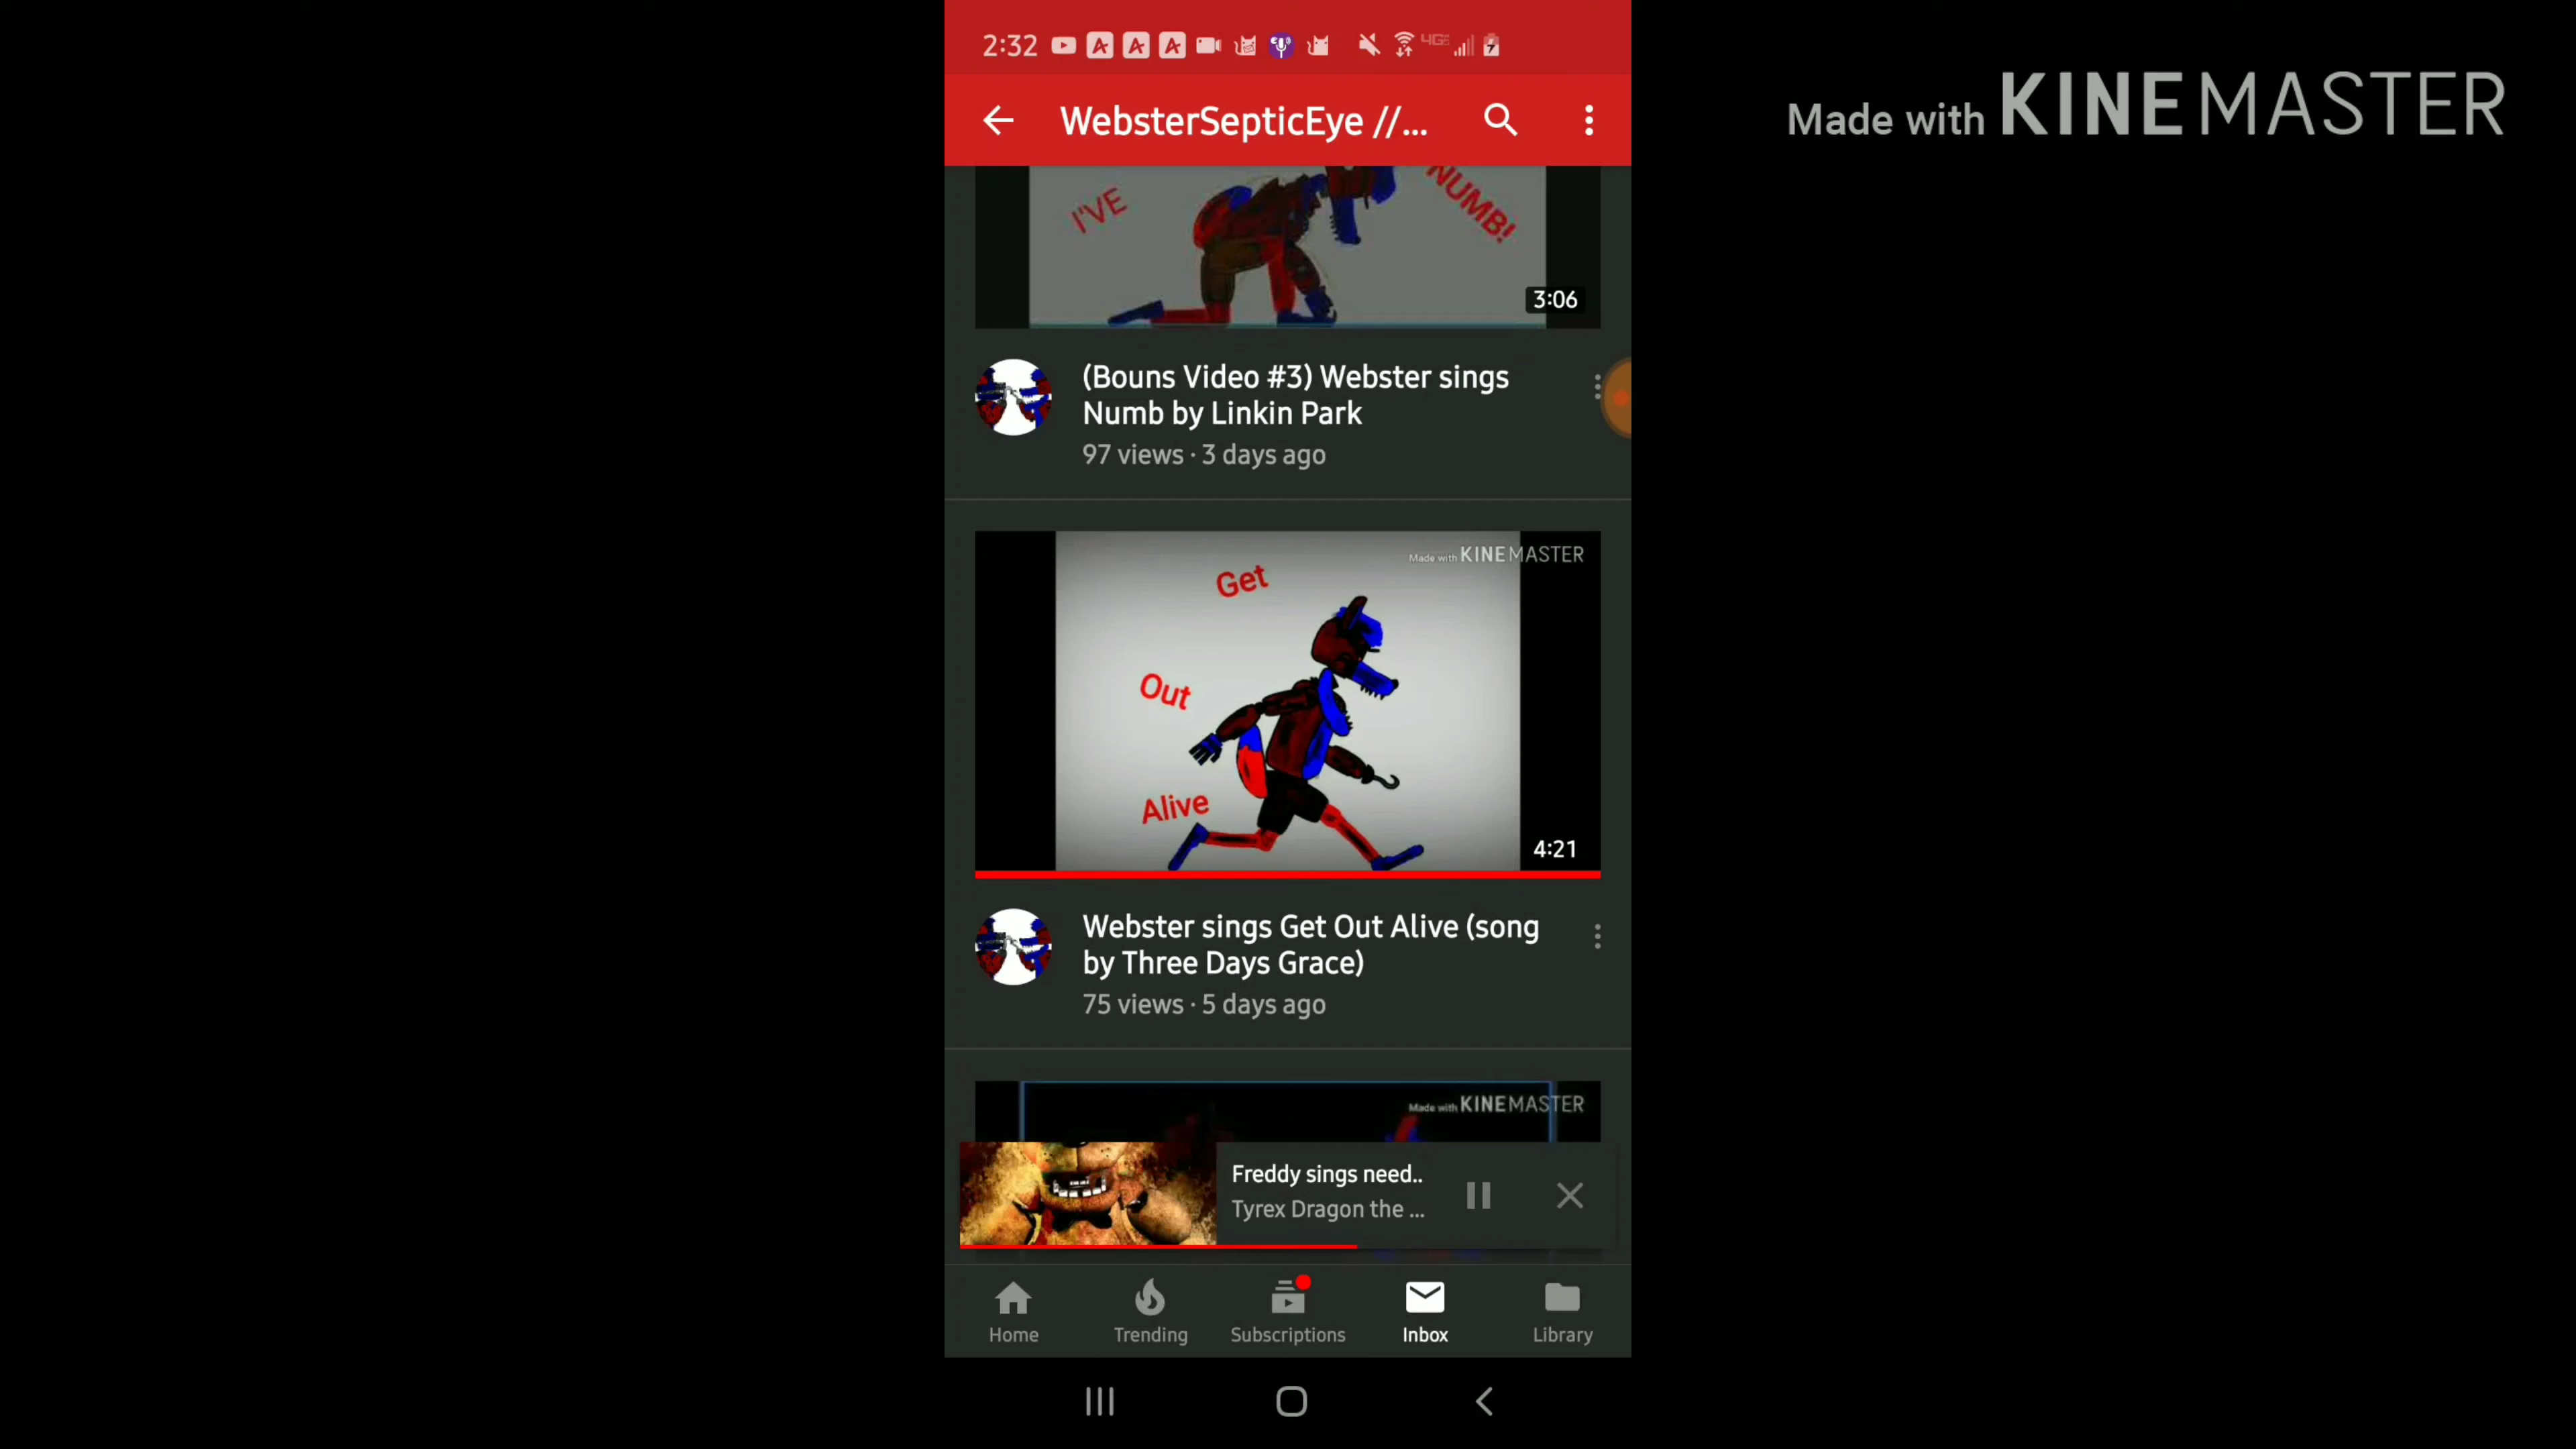 2:32
4GE
Made with KINEMASTER
WebsterSepticEye //...
I'VE
NUMB!
3:06
(Bouns Video #3) Webster sings
Numb by Linkin Park
97 views · 3 days ago
Made with KINEMASTER
Get
Out
Alive
4:21
Webster sings Get Out Alive (song
by Three Days Grace)
75 views · 5 days ago
Made with KINEMASTER
Freddy sings need..
Tyrex Dragon the ...
Home
Trending
Subscriptions
Inbox
Library